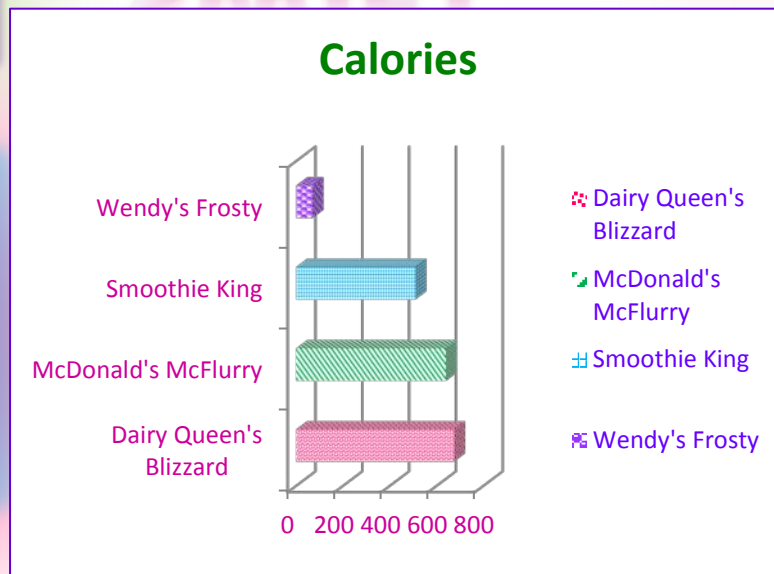 Calories
Wendy's Frosty
Smoothie King
McDonald's McFlurry
Dairy Queen's
Blizzard
0 200 400 600 800
Dairy Queen's
Blizzard
McDonald's
McFlurry
Smoothie King
Wendy's Frosty